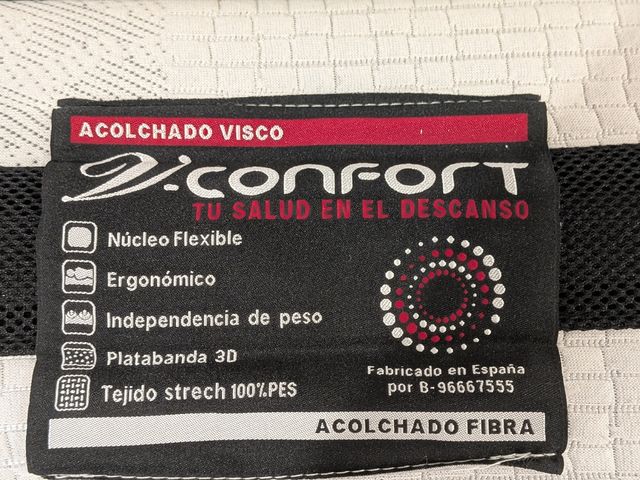 ACOLCHADO VISCO
V.CONFORT
TU SALUD EN EL DESCANSO
Núcleo Flexible
Ergonómico
Independencia de peso
Platabanda 3D
Tejido strech 100%PES
Fabricado en España
por B-96667555
ACOLCHADO FIBRA